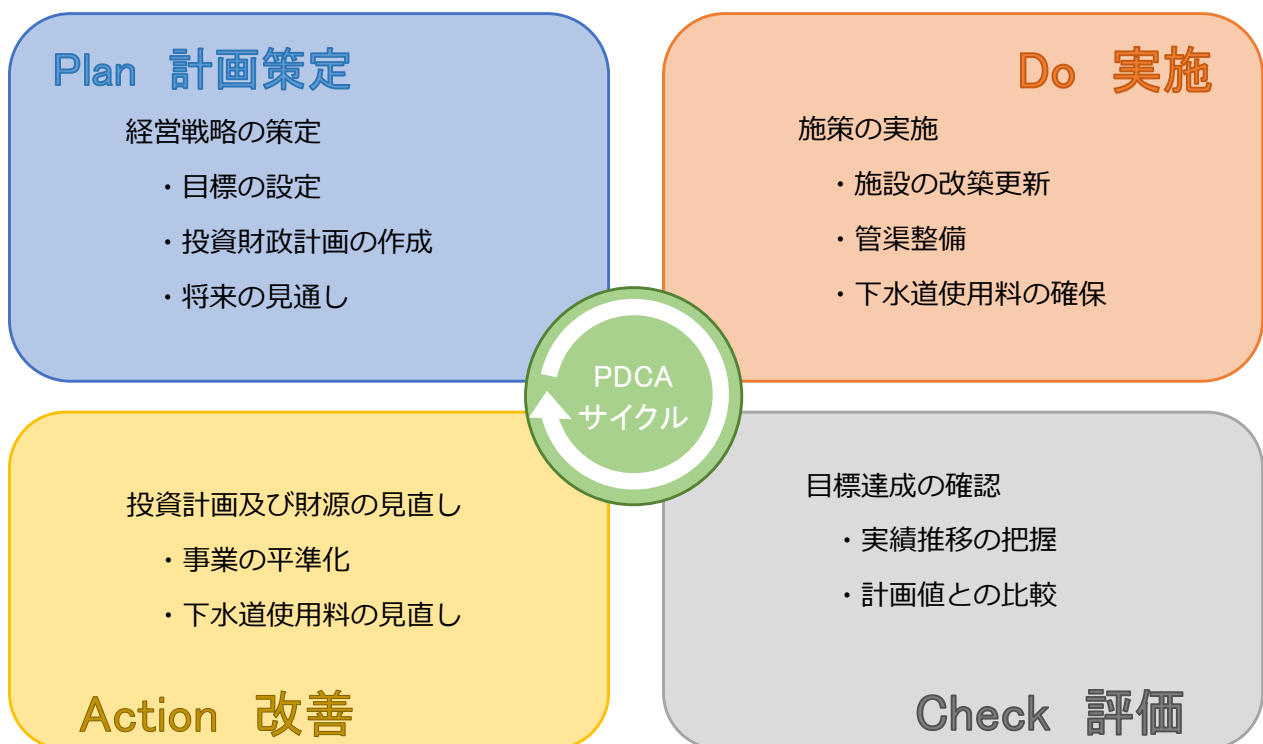 Plan 計画策定
経営戦略の策定
・目標の設定
・投資財政計画の作成
・将来の見通し
Do 実施
施策の実施
・施設の改築更新
・管渠整備
・下水道使用料の確保
PDCA
サイクル
投資計画及び財源の見直し
・事業の平準化
・下水道使用料の見直し
Action 改善
目標達成の確認
・実績推移の把握
・計画値との比較
Check 評価